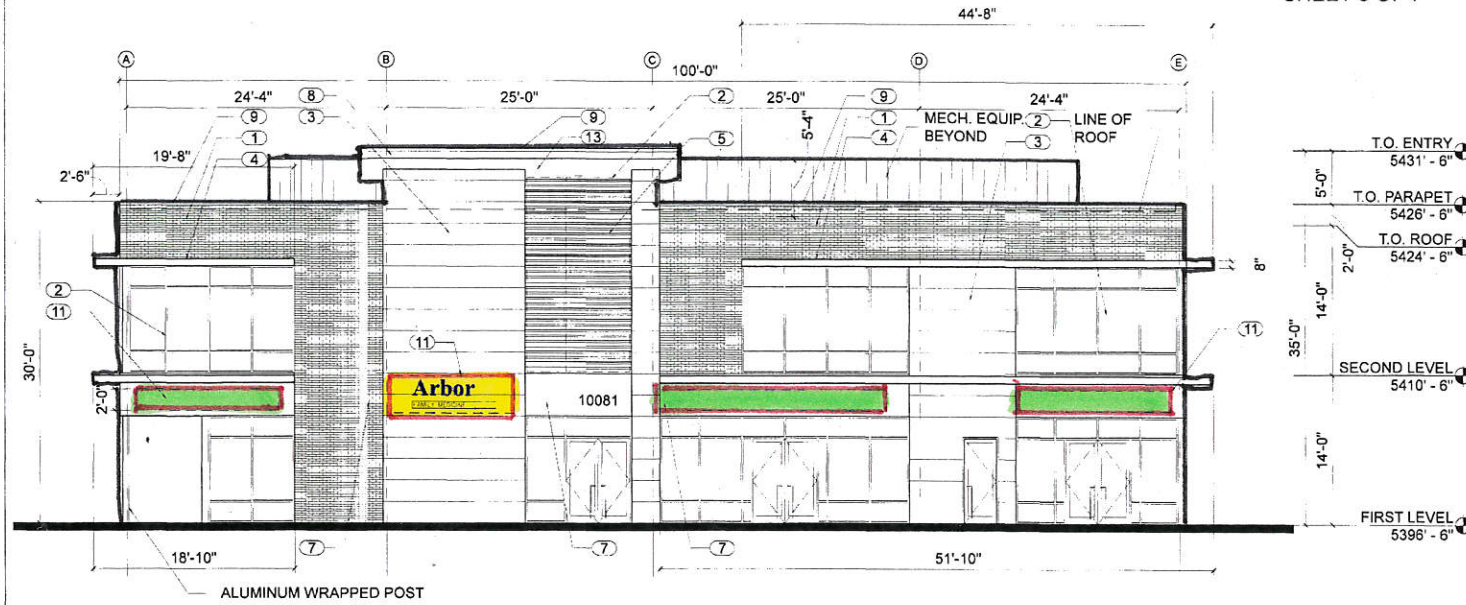 44'-8"
A
B
C
D
E
100'-0"
24'-4"
25'-0"
25'-0"
24'-4"
8
3
9
13
2
5
9
1
4
5'-4"
MECH. EQUIP.
BEYOND
2
LINE OF
ROOF
3
9
1
4
19'-8"
2'-6"
T.O. ENTRY
5431' - 6"
5'-0"
T.O. PARAPET
5426' - 6"
T.O. ROOF
5424' - 6"
2'-0"
8"
14'-0"
35'-0"
2
11
30'-0"
2'-0"
11
11
SECOND LEVEL
5410' - 6"
Arbor
FAMILY MEDICINE
10081
14'-0"
7
7
7
FIRST LEVEL
5396' - 6"
18'-10"
51'-10"
ALUMINUM WRAPPED POST